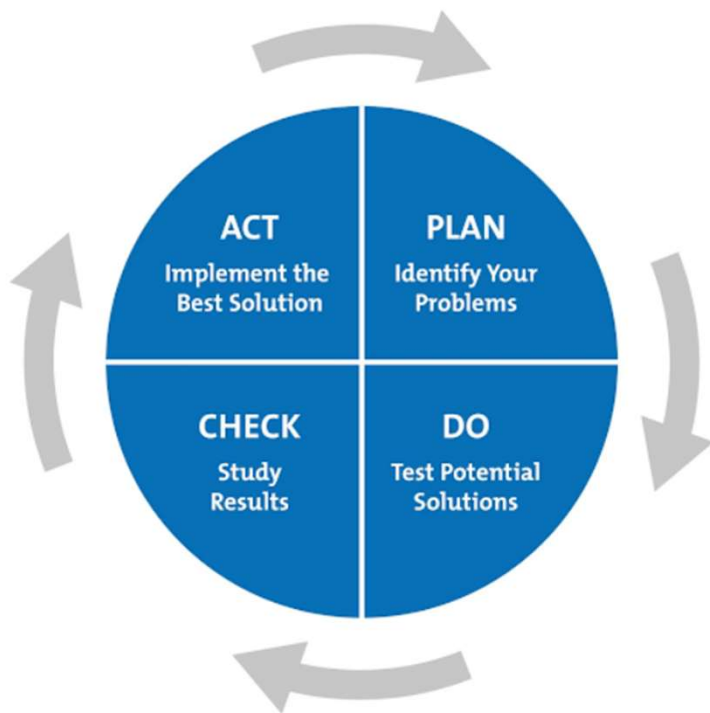 ACT
Implement the
Best Solution
PLAN
Identify Your
Problems
CHECK
Study
Results
DO
Test Potential
Solutions